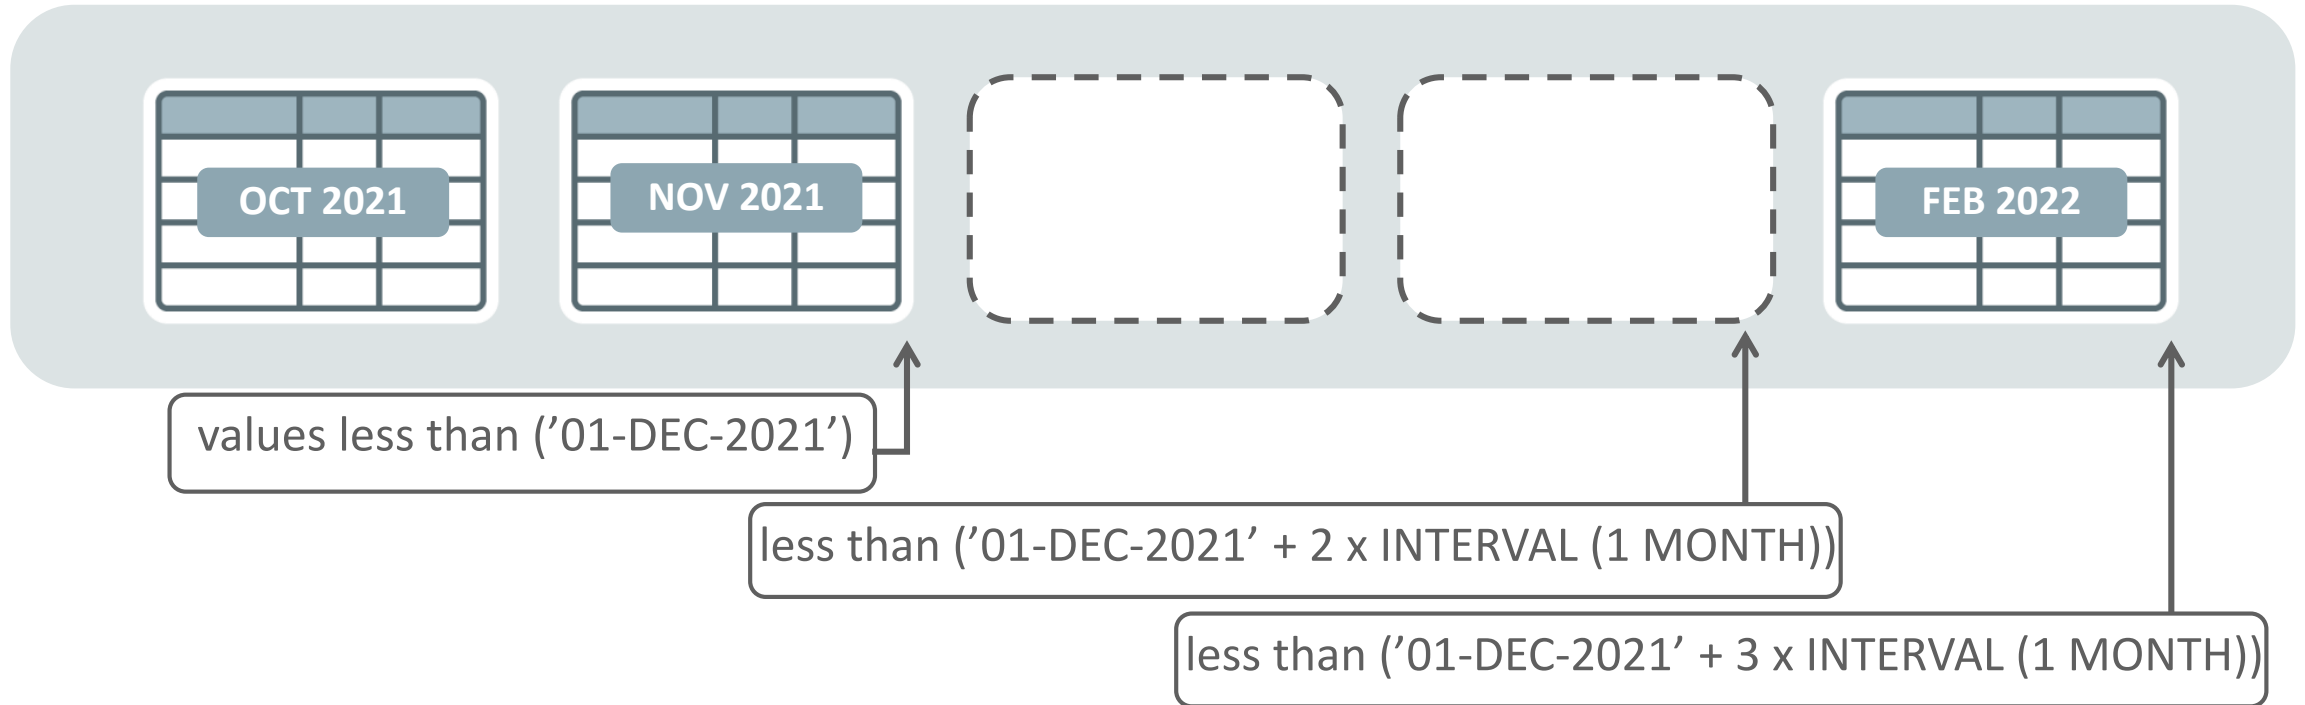 OCT 2021
NOV 2021
FEB 2022
values less than (’01-DEC-2021’)
less than (’01-DEC-2021’ + 2 x INTERVAL (1 MONTH))
less than (’01-DEC-2021’ + 3 x INTERVAL (1 MONTH))